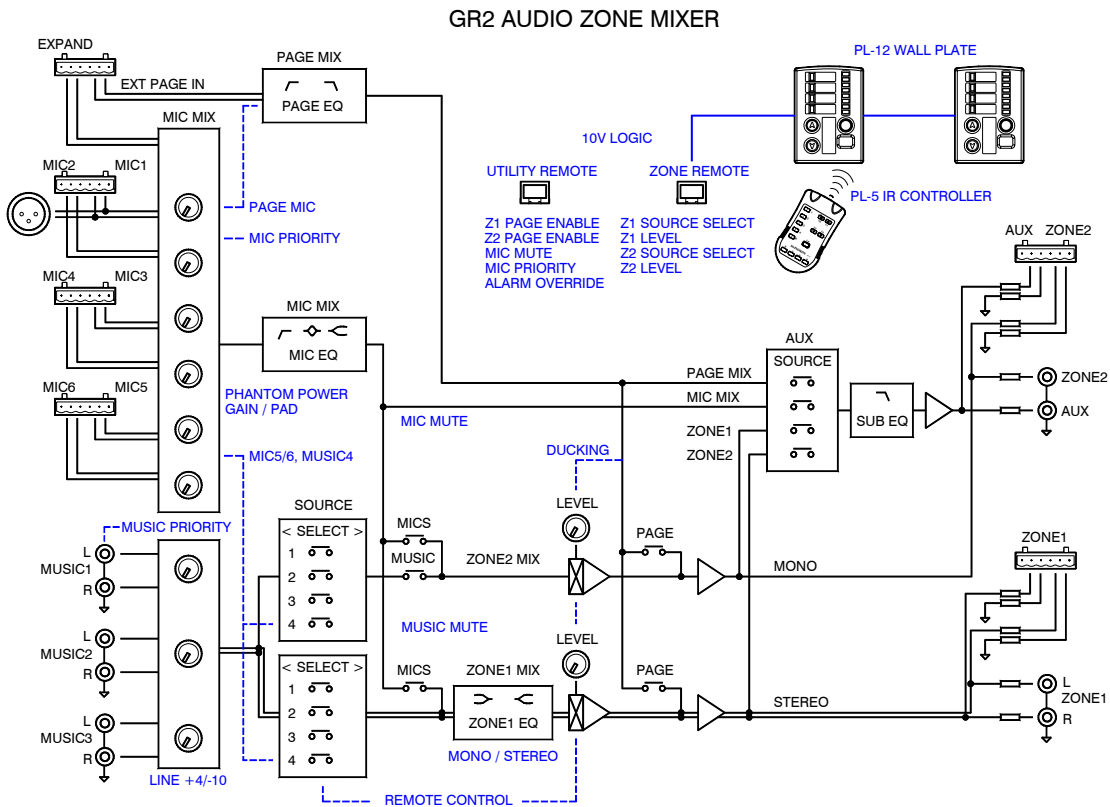 GR2 AUDIO ZONE MIXER
EXPAND
EXT PAGE IN
PAGE MIX
PAGE EQ
MIC MIX
MIC2
MIC1
PAGE MIC
MIC PRIORITY
MIC4
MIC3
MIC MIX
MIC EQ
MIC6
MIC5
PHANTOM POWER
GAIN / PAD
MIC MUTE
MIC5/6, MUSIC4
PL-12 WALL PLATE
10V LOGIC
UTILITY REMOTE
Z1 PAGE ENABLE
Z2 PAGE ENABLE
MIC MUTE
MIC PRIORITY
ALARM OVERRIDE
ZONE REMOTE
Z1 SOURCE SELECT
Z1 LEVEL
Z2 SOURCE SELECT
Z2 LEVEL
PL-5 IR CONTROLLER
AUX
ZONE2
AUX
SOURCE
PAGE MIX
MIC MIX
ZONE1
ZONE2
SUB EQ
ZONE2
AUX
MUSIC PRIORITY
L
MUSIC1
R
L
MUSIC2
R
L
MUSIC3
R
LINE +4/-10
SOURCE
< SELECT >
1
2
3
4
MICS
MUSIC
ZONE2 MIX
DUCKING
LEVEL
PAGE
MONO
MUSIC MUTE
< SELECT >
1
2
3
4
MICS
ZONE1 MIX
ZONE1 EQ
MONO / STEREO
LEVEL
PAGE
STEREO
ZONE1
L
ZONE1
R
REMOTE CONTROL